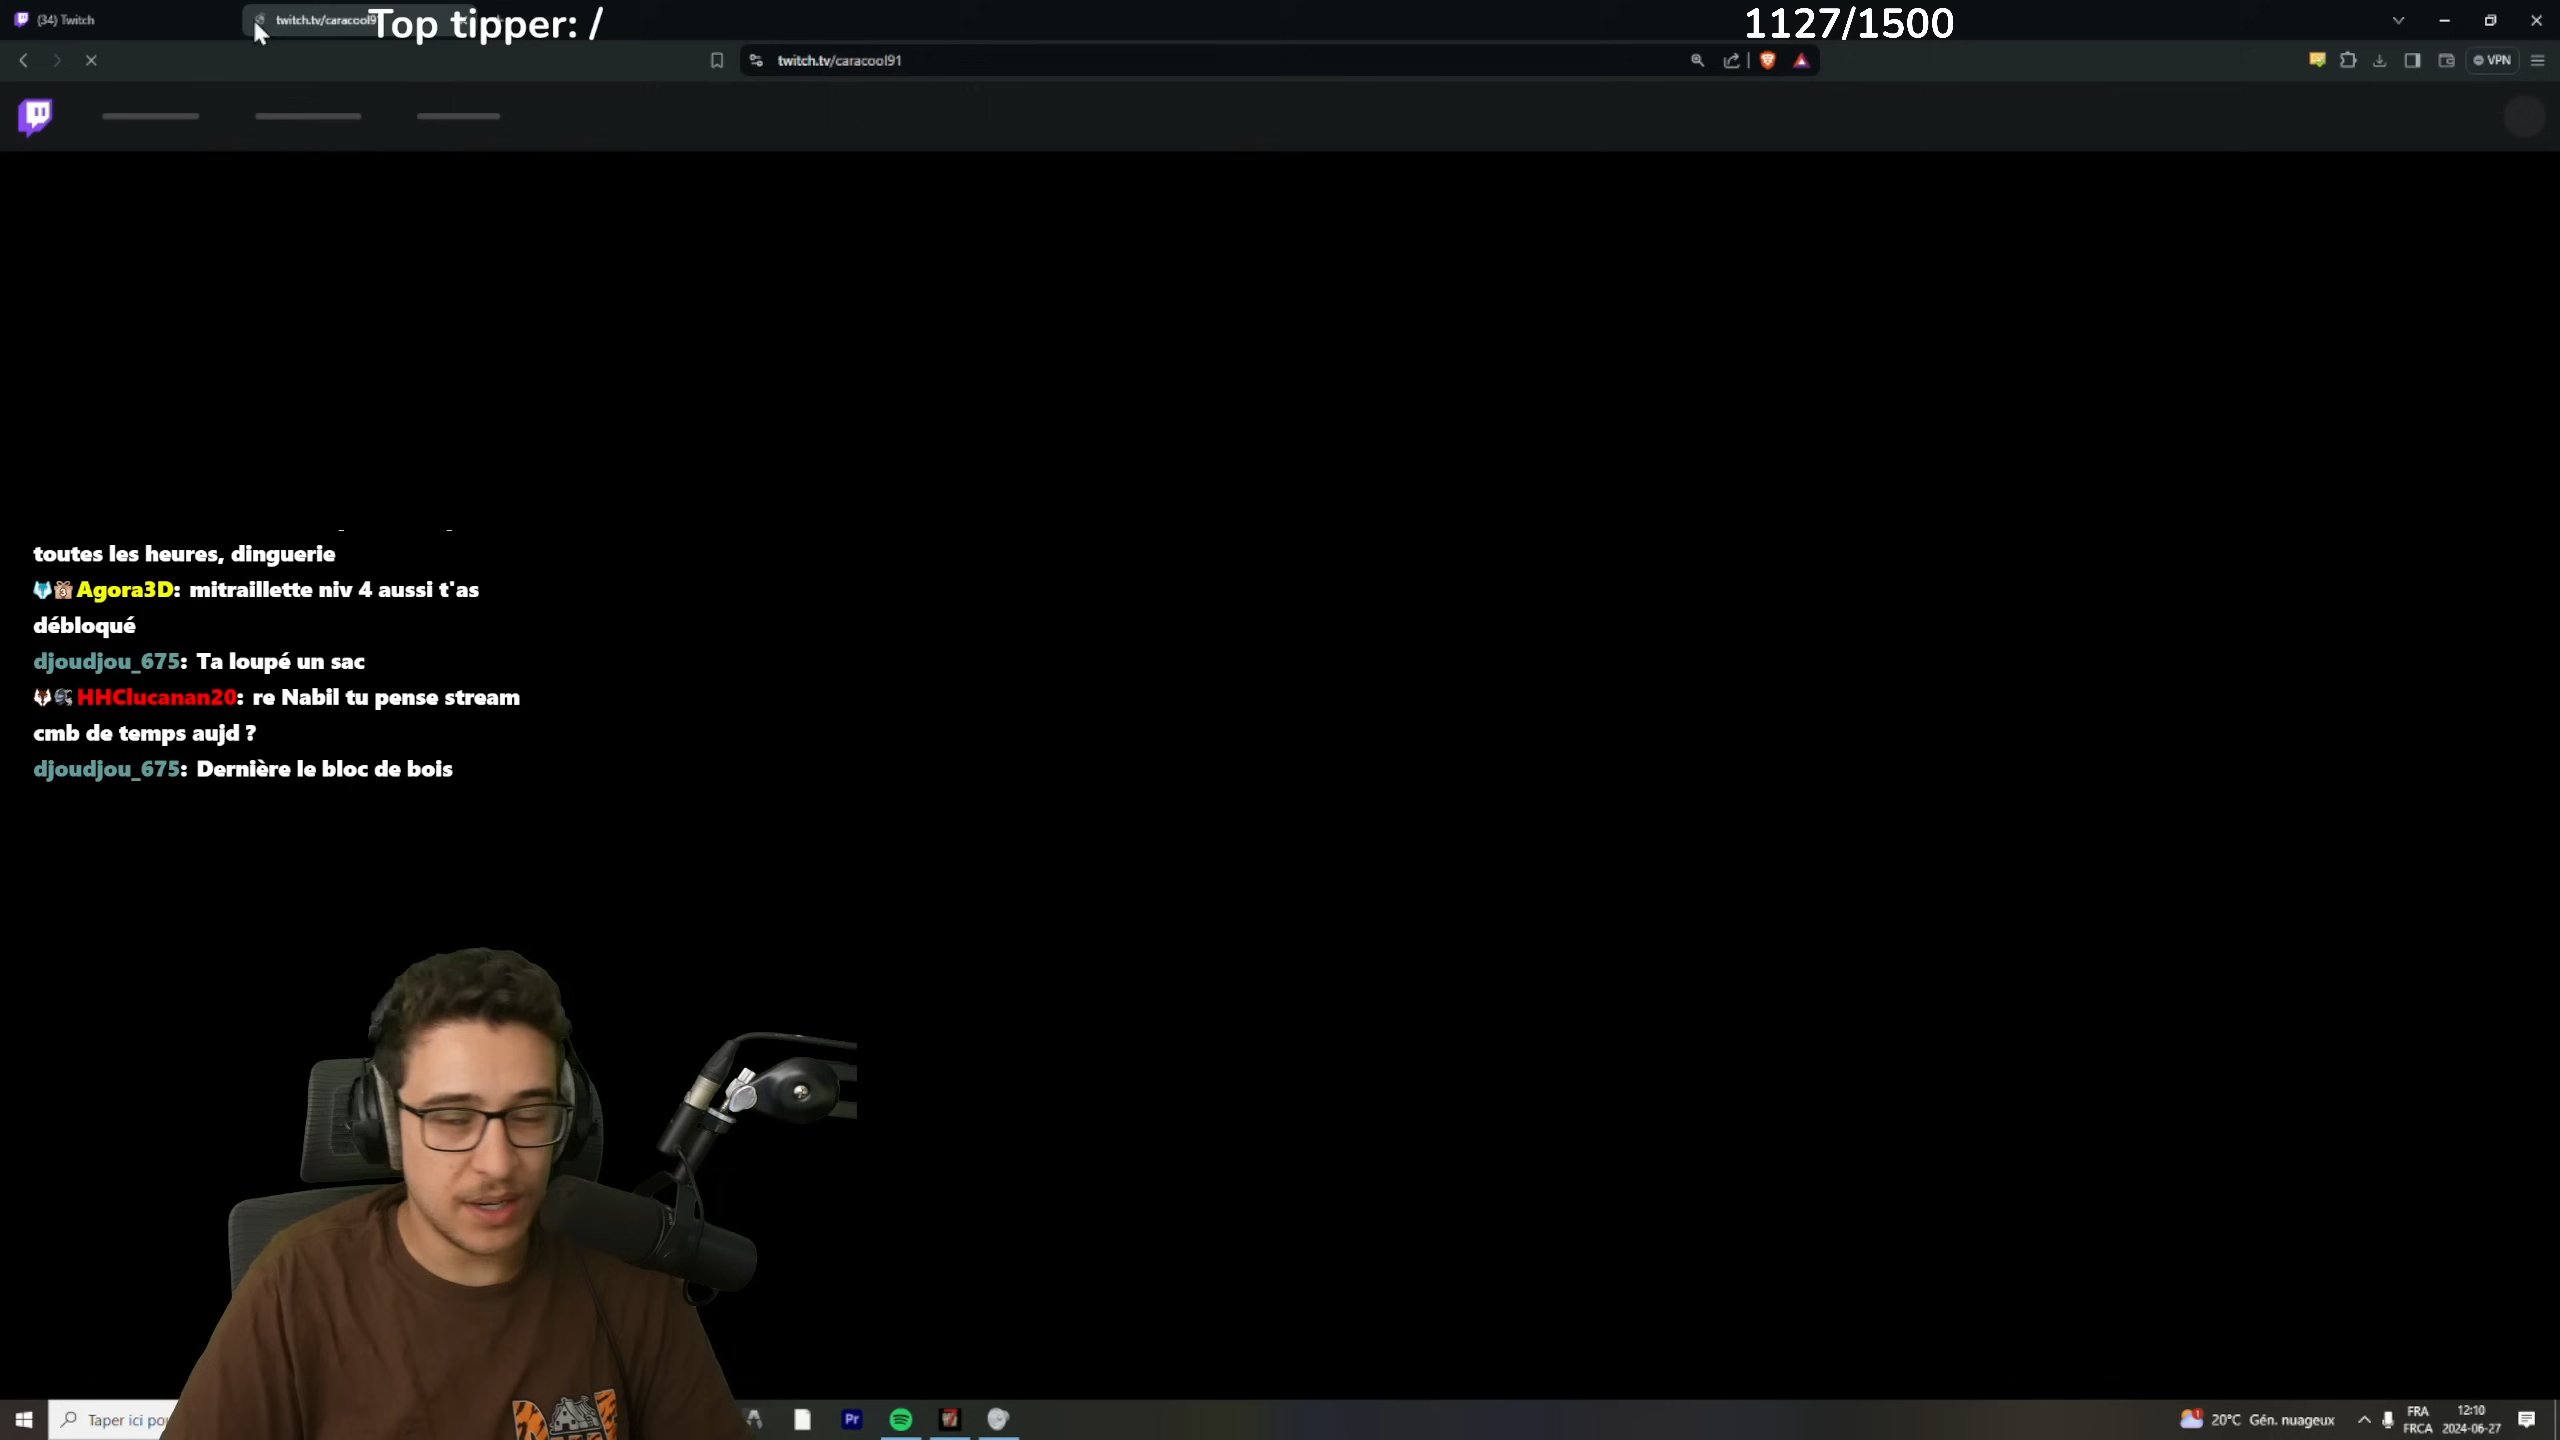 (34) Twitch
twitch.tv/caracool9
Top tipper: /
1127/1500
twitch.tv/caracool91
VPN
toutes les heures, dinguerie
Agora3D: mitraillette niv 4 aussi t'as
débloqué
djoudjou_675: Ta loupé un sac
HHClucanan20: re Nabil tu pense stream
cmb de temps aujd ?
djoudjou_675: Dernière le bloc de bois
Taper ici po
Pr
20°C Gén. nuageux
FRA
FRCA
12:10
2024-06-27